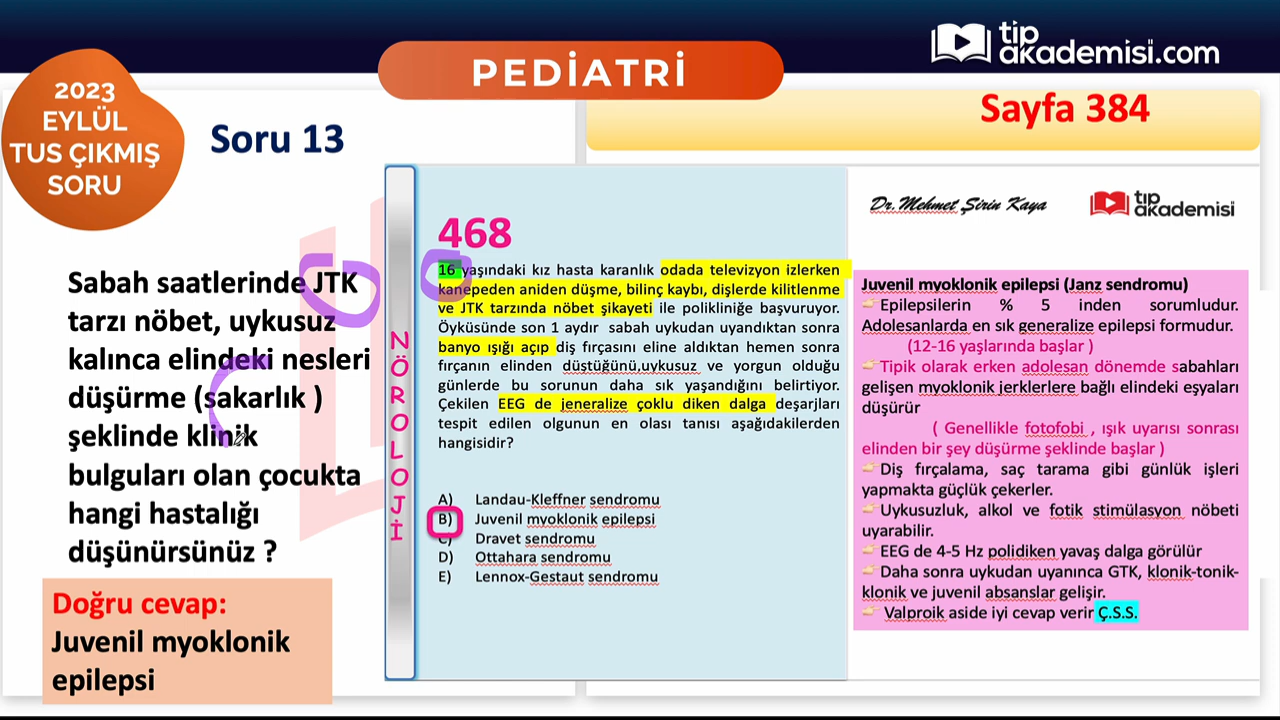 tıp
akademisi.com
PEDİATRİ
2023
EYLÜL
TUS ÇIKMIŞ
SORU
Soru 13
Sayfa 384
Sabah saatlerinde JTK
tarzı nöbet, uykusuz
kalınca elindeki nesleri
düşürme (sakarlık )
şeklinde klinik
bulguları olan çocukta
hangi hastalığı
düşünürsünüz ?
Doğru cevap:
Juvenil myoklonik
epilepsi
NÖROLOJİ
468
16 yaşındaki kız hasta karanlık odada televizyon izlerken
kanepeden aniden düşme, bilinç kaybı, dişlerde kilitlenme
ve JTK tarzında nöbet şikayeti ile polikliniğe başvuruyor.
Öyküsünde son 1 aydır sabah uykudan uyandıktan sonra
banyo ışığı açıp diş fırçasını eline aldıktan hemen sonra
fırçanın elinden düstüğünü,uykusuz ve yorgun olduğu
günlerde bu sorunun daha sık yaşandığını belirtiyor.
Çekilen EEG de jeneralize çoklu diken dalga deşarjları
tespit edilen olgunun en olası tanısı aşağıdakilerden
hangisidir?
A) Landau-Kleffner sendromu
B) Juvenil myoklonik epilepsi
C) Dravet sendromu
D) Ottahara sendromu
E) Lennox-Gestaut sendromu
Dr. Mehmet Şirin Kaya
tıp
akademisi
Juvenil myoklonik epilepsi (Janz sendromu)
Epilepsilerin % 5 inden sorumludur.
Adolesanlarda en sık generalize epilepsi formudur.
(12-16 yaşlarında başlar )
Tipik olarak erken adolesan dönemde sabahları
gelişen myoklonik jerklerlere bağlı elindeki eşyaları
düşürür
( Genellikle fotofobi , ışık uyarısı sonrası
elinden bir şey düşürme şeklinde başlar )
Diş fırçalama, saç tarama gibi günlük işleri
yapmakta güçlük çekerler.
Uykusuzluk, alkol ve fotik stimülasyon nöbeti
uyarabilir.
EEG de 4-5 Hz polidiken yavaş dalga görülür
Daha sonra uykudan uyanınca GTK, klonik-tonik-
klonik ve juvenil absanslar gelişir.
Valproik aside iyi cevap verir Ç.S.S.